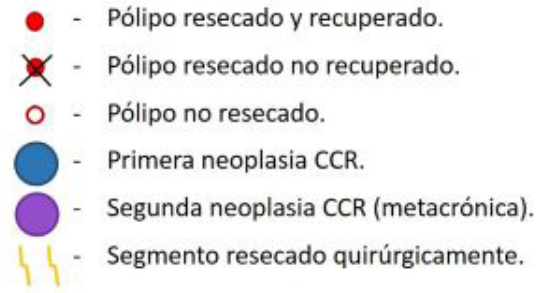 - Pólipo resecado y recuperado.
- Pólipo resecado no recuperado.
- Pólipo no resecado.
- Primera neoplasia CCR.
- Segunda neoplasia CCR (metacrónica).
- Segmento resecado quirúrgicamente.